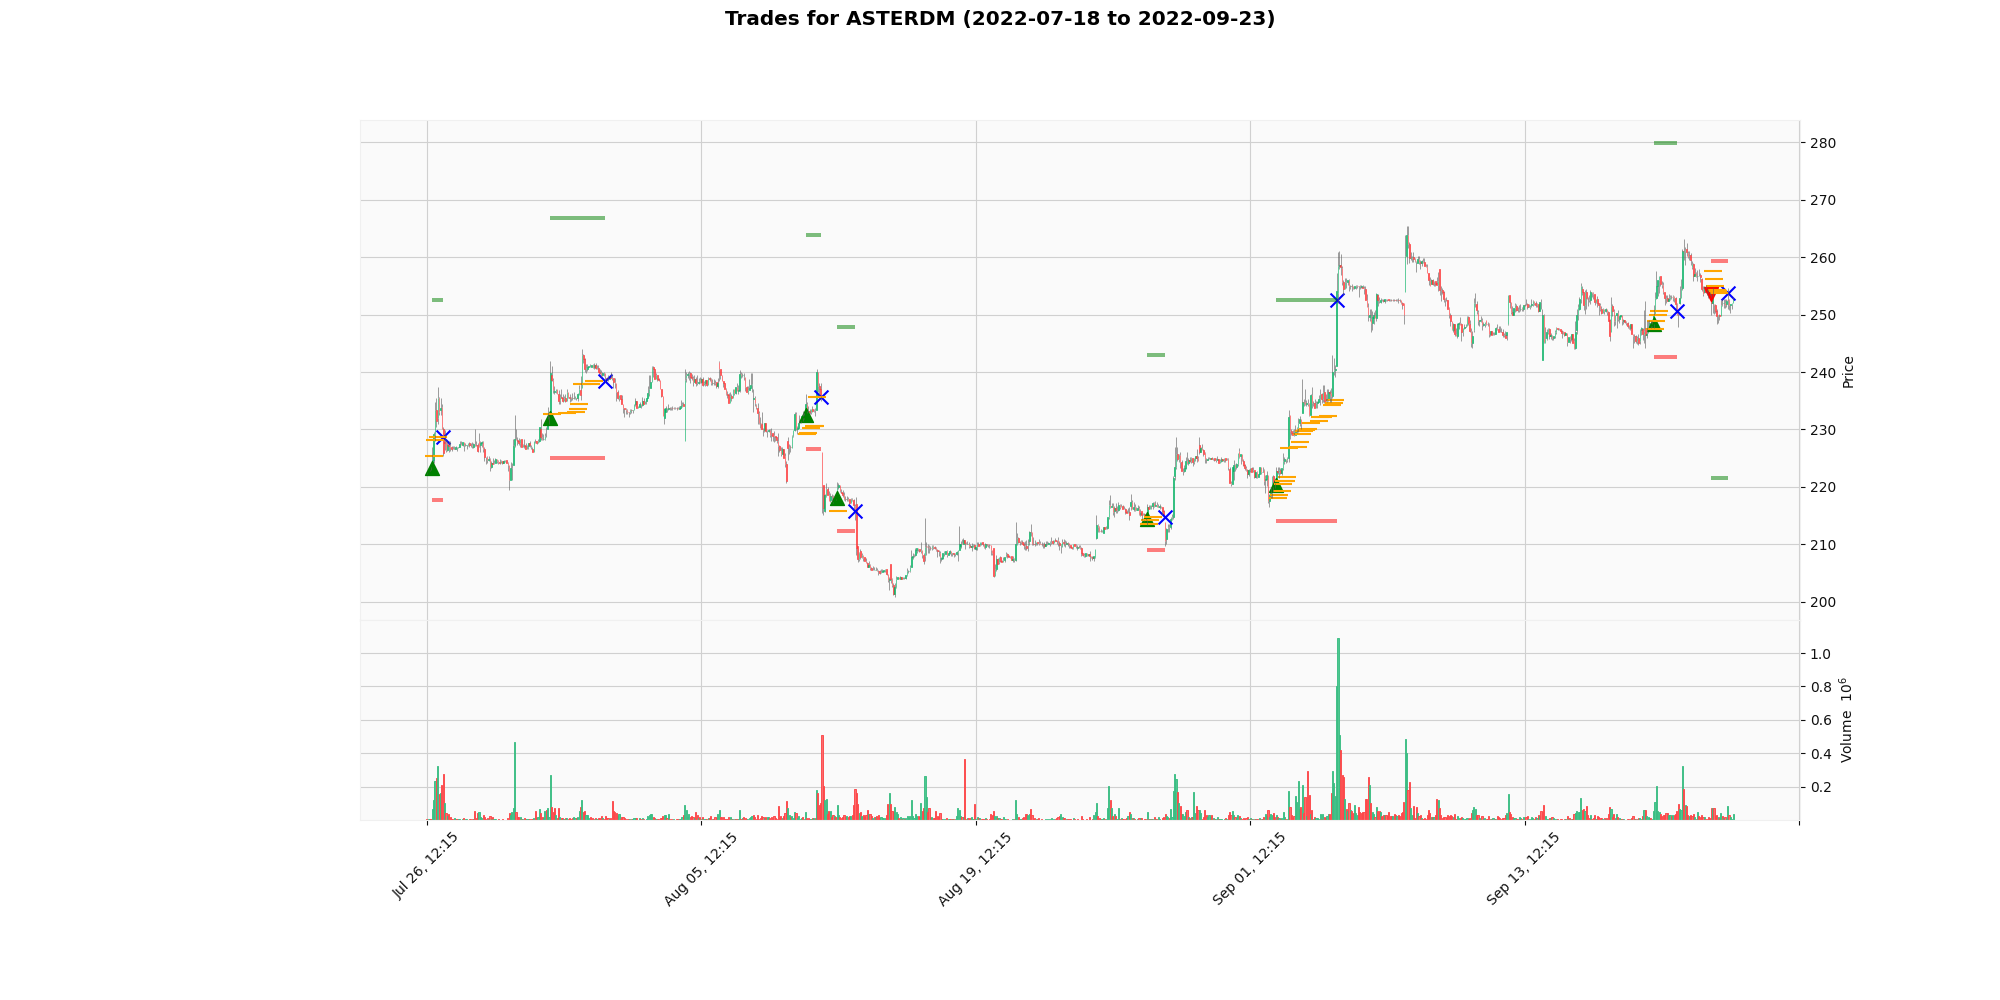 Trades for ASTERDM (2022-07-18 to 2022-09-23)
280
270
260
250
240
230
220
210
200
Price
1.0
0.8
0.6
0.4
0.2
Volume 10⁶
Jul 26, 12:15
Aug 05, 12:15
Aug 19, 12:15
Sep 01, 12:15
Sep 13, 12:15